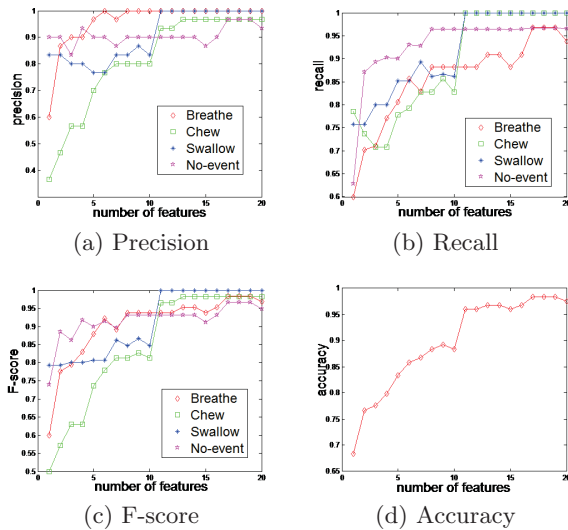 1
0.9
0.8
0.7
0.6
0.5
0.4
precision
0
5
10
15
20
number of features
Breathe
Chew
Swallow
No-event
(a) Precision
1
0.95
0.9
0.85
0.8
0.75
0.7
0.65
0.6
recall
0
5
10
15
20
number of features
Breathe
Chew
Swallow
No-event
(b) Recall
1
0.95
0.9
0.85
0.8
0.75
0.7
0.65
0.6
0.55
0.5
F-score
0
5
10
15
20
number of features
Breathe
Chew
Swallow
No-event
(c) F-score
1
0.95
0.9
0.85
0.8
0.75
0.7
0.65
accuracy
0
5
10
15
20
number of features
(d) Accuracy